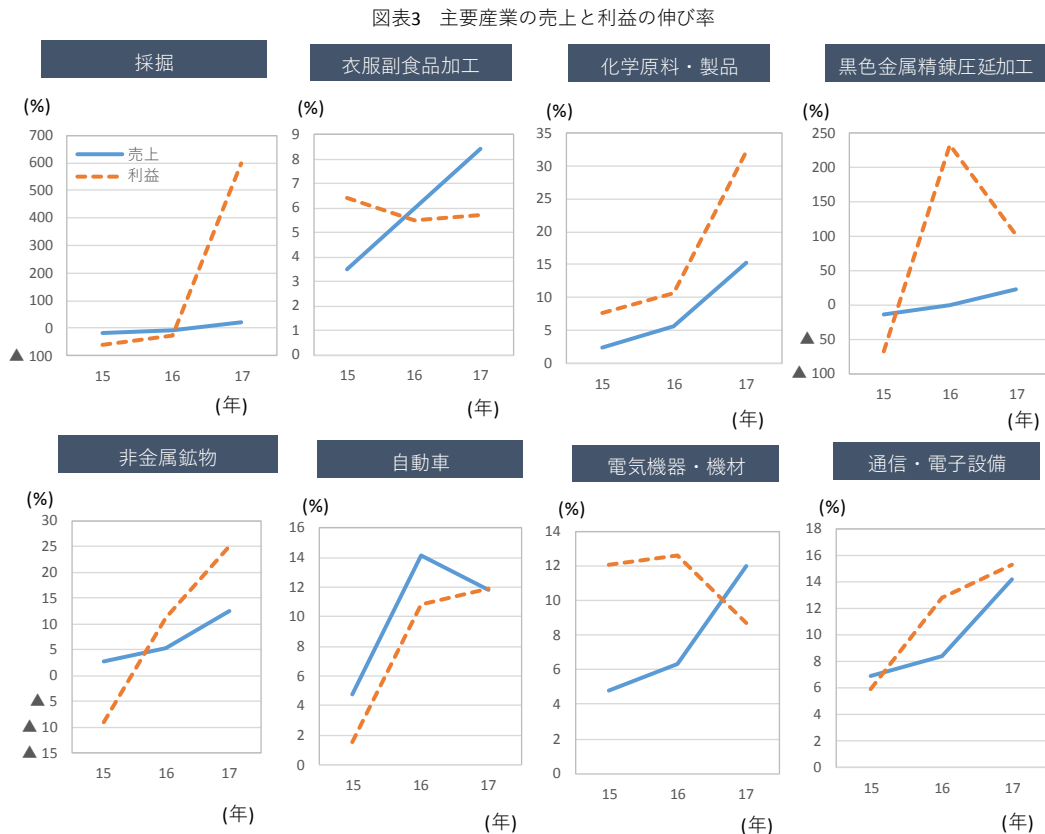 図表3 主要産業の売上と利益の伸び率
採掘
(%)
700
600
500
400
300
200
100
0
▲ 100
売上
利益
15 16 17
(年)
衣服副食品加工
(%)
9
8
7
6
5
4
3
2
1
0
15 16 17
(年)
化学原料・製品
(%)
35
30
25
20
15
10
5
0
15 16 17
(年)
黒色金属精錬圧延加工
(%)
250
200
150
100
50
0
▲ 50
▲ 100
15 16 17
(年)
非金属鉱物
(%)
30
25
20
15
10
5
0
▲ 5
▲ 10
▲ 15
15 16 17
(年)
自動車
(%)
16
14
12
10
8
6
4
2
0
15 16 17
(年)
電気機器・機材
(%)
14
12
10
8
6
4
2
0
15 16 17
(年)
通信・電子設備
(%)
18
16
14
12
10
8
6
4
2
0
15 16 17
(年)